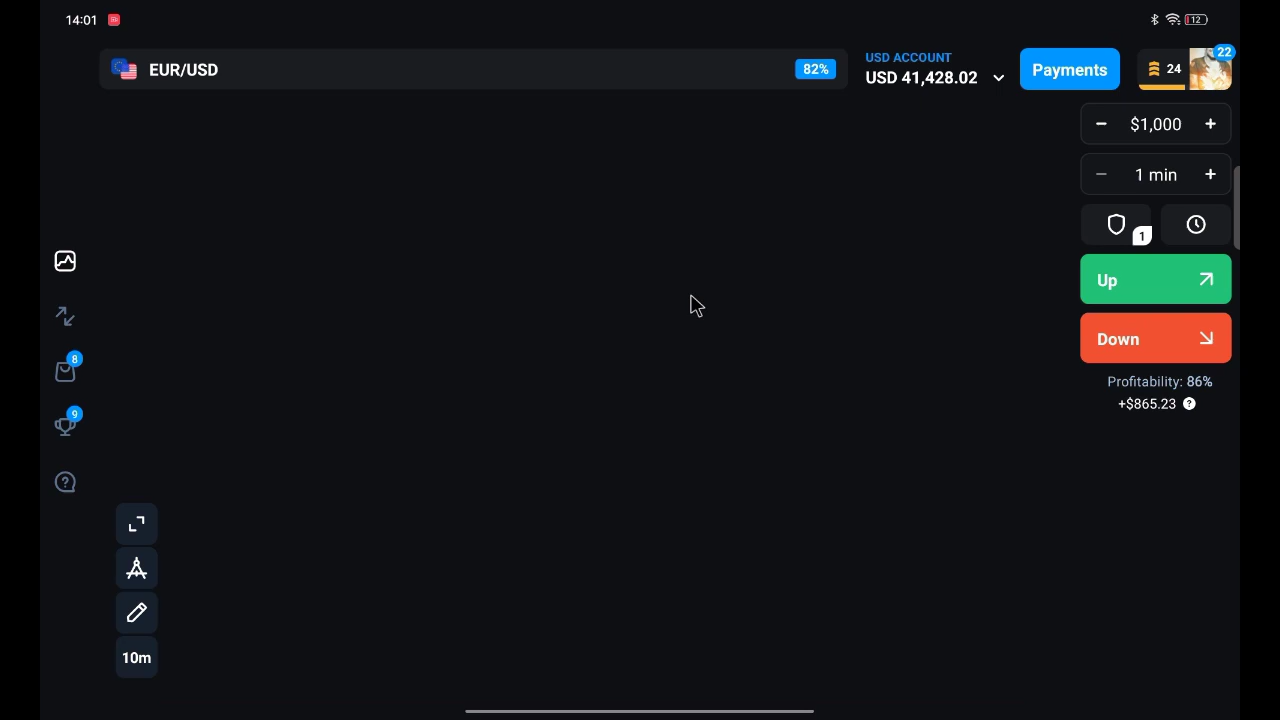 14:01
12
EUR/USD
82%
USD ACCOUNT
USD 41,428.02
Payments
24
22
− $1,000 +
− 1 min +
1
Up
Down
Profitability: 86%
+$865.23 ?
8
9
?
10m